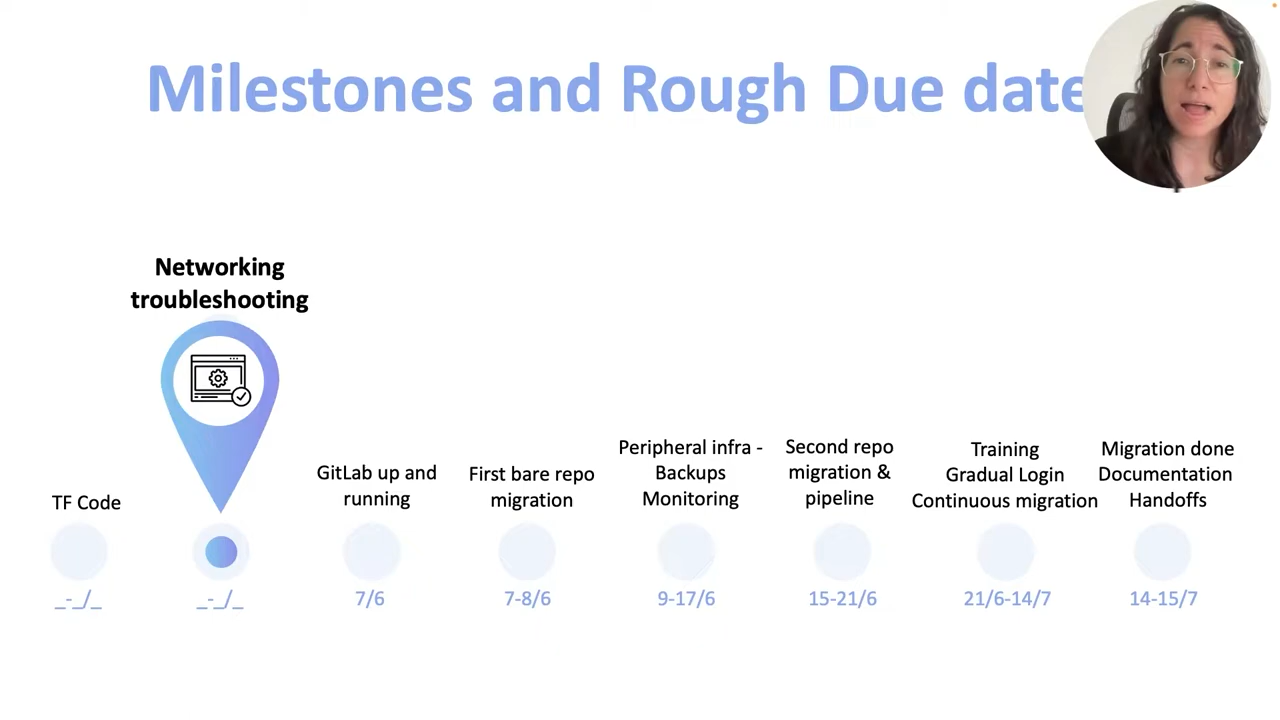 Milestones and Rough Due date
Networking
troubleshooting
TF Code
GitLab up and
running
First bare repo
migration
Peripheral infra -
Backups
Monitoring
Second repo
migration &
pipeline
Training
Gradual Login
Continuous migration
Migration done
Documentation
Handoffs
_-_/_
_-_/_
7/6
7-8/6
9-17/6
15-21/6
21/6-14/7
14-15/7